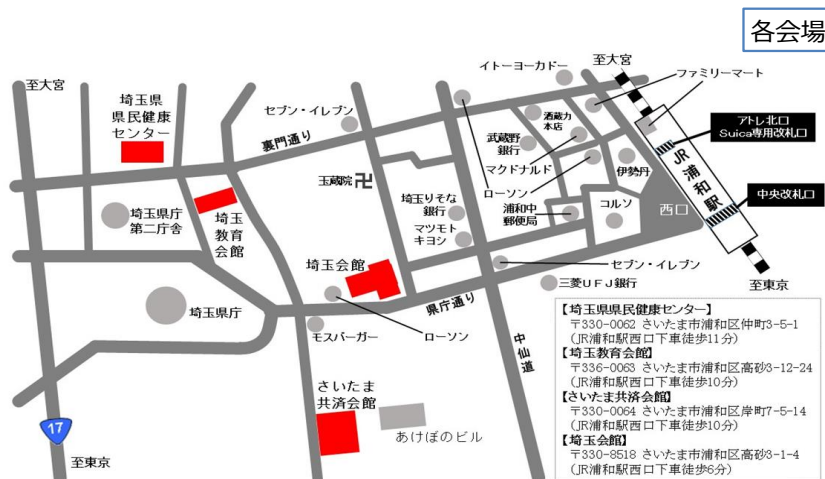 各会場
至大宮
イトーヨーカドー
ファミリーマート
至大宮
埼玉県
県民健康
センター
セブン・イレブン
裏門通り
酒蔵力
本店
武蔵野
銀行
アトレ北口
Suica専用改札口
マクドナルド
JR浦和駅
伊勢丹
玉蔵院
卍
ローソン
中央改札口
埼玉りそな
銀行
浦和中
郵便局
コルソ
西口
埼玉県庁
第二庁舎
埼玉
教育
会館
マツモト
キヨシ
埼玉会館
セブン・イレブン
三菱UFJ銀行
至東京
埼玉県庁
県庁通り
モスバーガー
ローソン
中仙道
さいたま
共済会館
あけぼのビル
17
至東京
【埼玉県県民健康センター】
〒330-0062 さいたま市浦和区仲町3-5-1
(JR浦和駅西口下車徒歩11分)
【埼玉教育会館】
〒336-0063 さいたま市浦和区高砂3-12-24
(JR浦和駅西口下車徒歩10分)
【さいたま共済会館】
〒330-0064 さいたま市浦和区岸町7-5-14
(JR浦和駅西口下車徒歩10分)
【埼玉会館】
〒330-8518 さいたま市浦和区高砂3-1-4
(JR浦和駅西口下車徒歩6分)